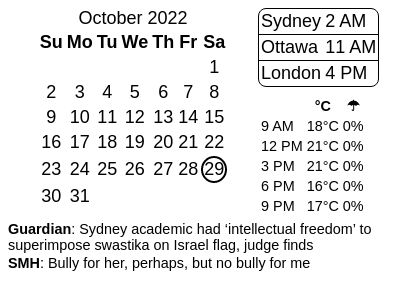 October 2022
Su Mo Tu We Th Fr Sa
1
2 3 4 5 6 7 8
9 10 11 12 13 14 15
16 17 18 19 20 21 22
23 24 25 26 27 28 29
30 31
Sydney 2 AM
Ottawa 11 AM
London 4 PM
°C ☂
9 AM 18°C 0%
12 PM 21°C 0%
3 PM 21°C 0%
6 PM 16°C 0%
9 PM 17°C 0%
Guardian: Sydney academic had ‘intellectual freedom’ to
superimpose swastika on Israel flag, judge finds
SMH: Bully for her, perhaps, but no bully for me